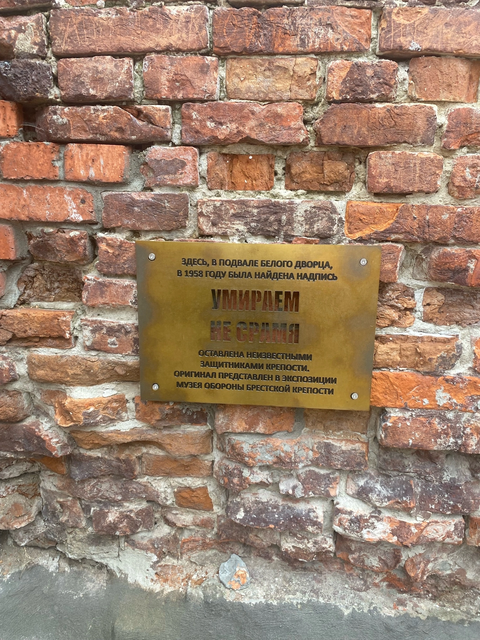 ЗДЕСЬ, В ПОДВАЛЕ БЕЛОГО ДВОРЦА,
В 1958 ГОДУ БЫЛА НАЙДЕНА НАДПИСЬ
УМИРАЕМ
НЕ СРАМЯ
ОСТАВЛЕНА НЕИЗВЕСТНЫМИ
ЗАЩИТНИКАМИ КРЕПОСТИ.
ОРИГИНАЛ ПРЕДСТАВЛЕН В ЭКСПОЗИЦИИ
МУЗЕЯ ОБОРОНЫ БРЕСТСКОЙ КРЕПОСТИ